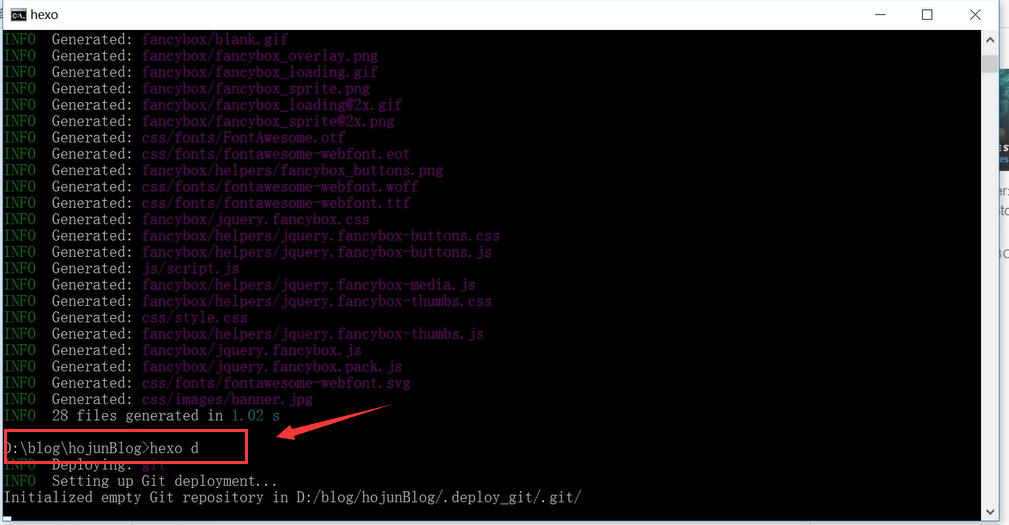 hexo
INFO Generated: fancybox/blank.gif
INFO Generated: fancybox/fancybox_overlay.png
INFO Generated: fancybox/fancybox_loading.gif
INFO Generated: fancybox/fancybox_sprite.png
INFO Generated: fancybox/fancybox_loading@2x.gif
INFO Generated: fancybox/fancybox_sprite@2x.png
INFO Generated: css/fonts/FontAwesome.otf
INFO Generated: css/fonts/fontawesome-webfont.eot
INFO Generated: fancybox/helpers/fancybox_buttons.png
INFO Generated: css/fonts/fontawesome-webfont.woff
INFO Generated: css/fonts/fontawesome-webfont.ttf
INFO Generated: fancybox/jquery.fancybox.css
INFO Generated: fancybox/helpers/jquery.fancybox-buttons.css
INFO Generated: fancybox/helpers/jquery.fancybox-buttons.js
INFO Generated: js/script.js
INFO Generated: fancybox/helpers/jquery.fancybox-media.js
INFO Generated: fancybox/helpers/jquery.fancybox-thumbs.css
INFO Generated: css/style.css
INFO Generated: fancybox/helpers/jquery.fancybox-thumbs.js
INFO Generated: fancybox/jquery.fancybox.js
INFO Generated: fancybox/jquery.fancybox.pack.js
INFO Generated: css/fonts/fontawesome-webfont.svg
INFO Generated: css/images/banner.jpg
INFO 28 files generated in 1.02 s
D:\blog\hojunBlog>hexo d
INFO Deploying: git
INFO Setting up Git deployment...
Initialized empty Git repository in D:/blog/hojunBlog/.deploy_git/.git/